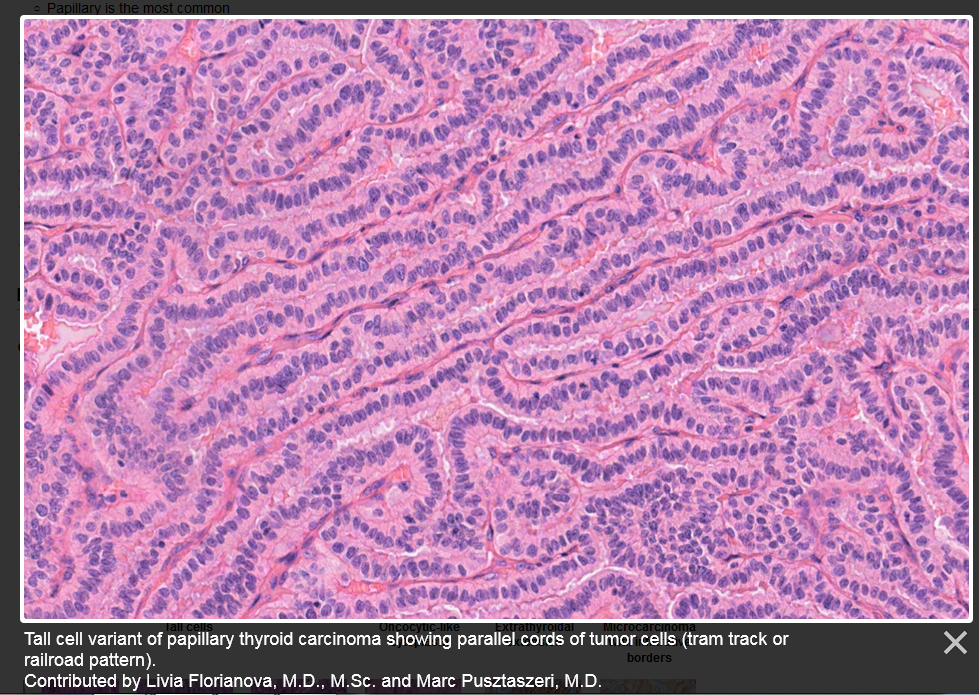 ○ Papillary is the most common
Tall cells Oncocytic-like Extrathyroidal Microcarcinoma
borders
Tall cell variant of papillary thyroid carcinoma showing parallel cords of tumor cells (tram track or
railroad pattern).
Contributed by Livia Florianova, M.D., M.Sc. and Marc Pusztaszeri, M.D.